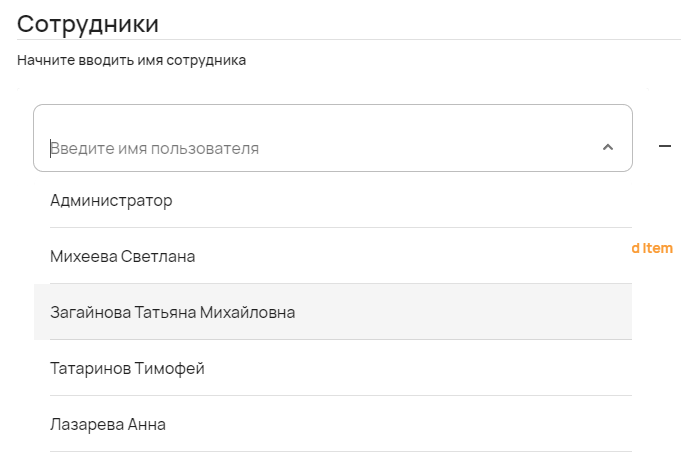 Сотрудники
Начните вводить имя сотрудника
Введите имя пользователя
Администратор
Михеева Светлана
d Item
Загайнова Татьяна Михайловна
Татаринов Тимофей
Лазарева Анна